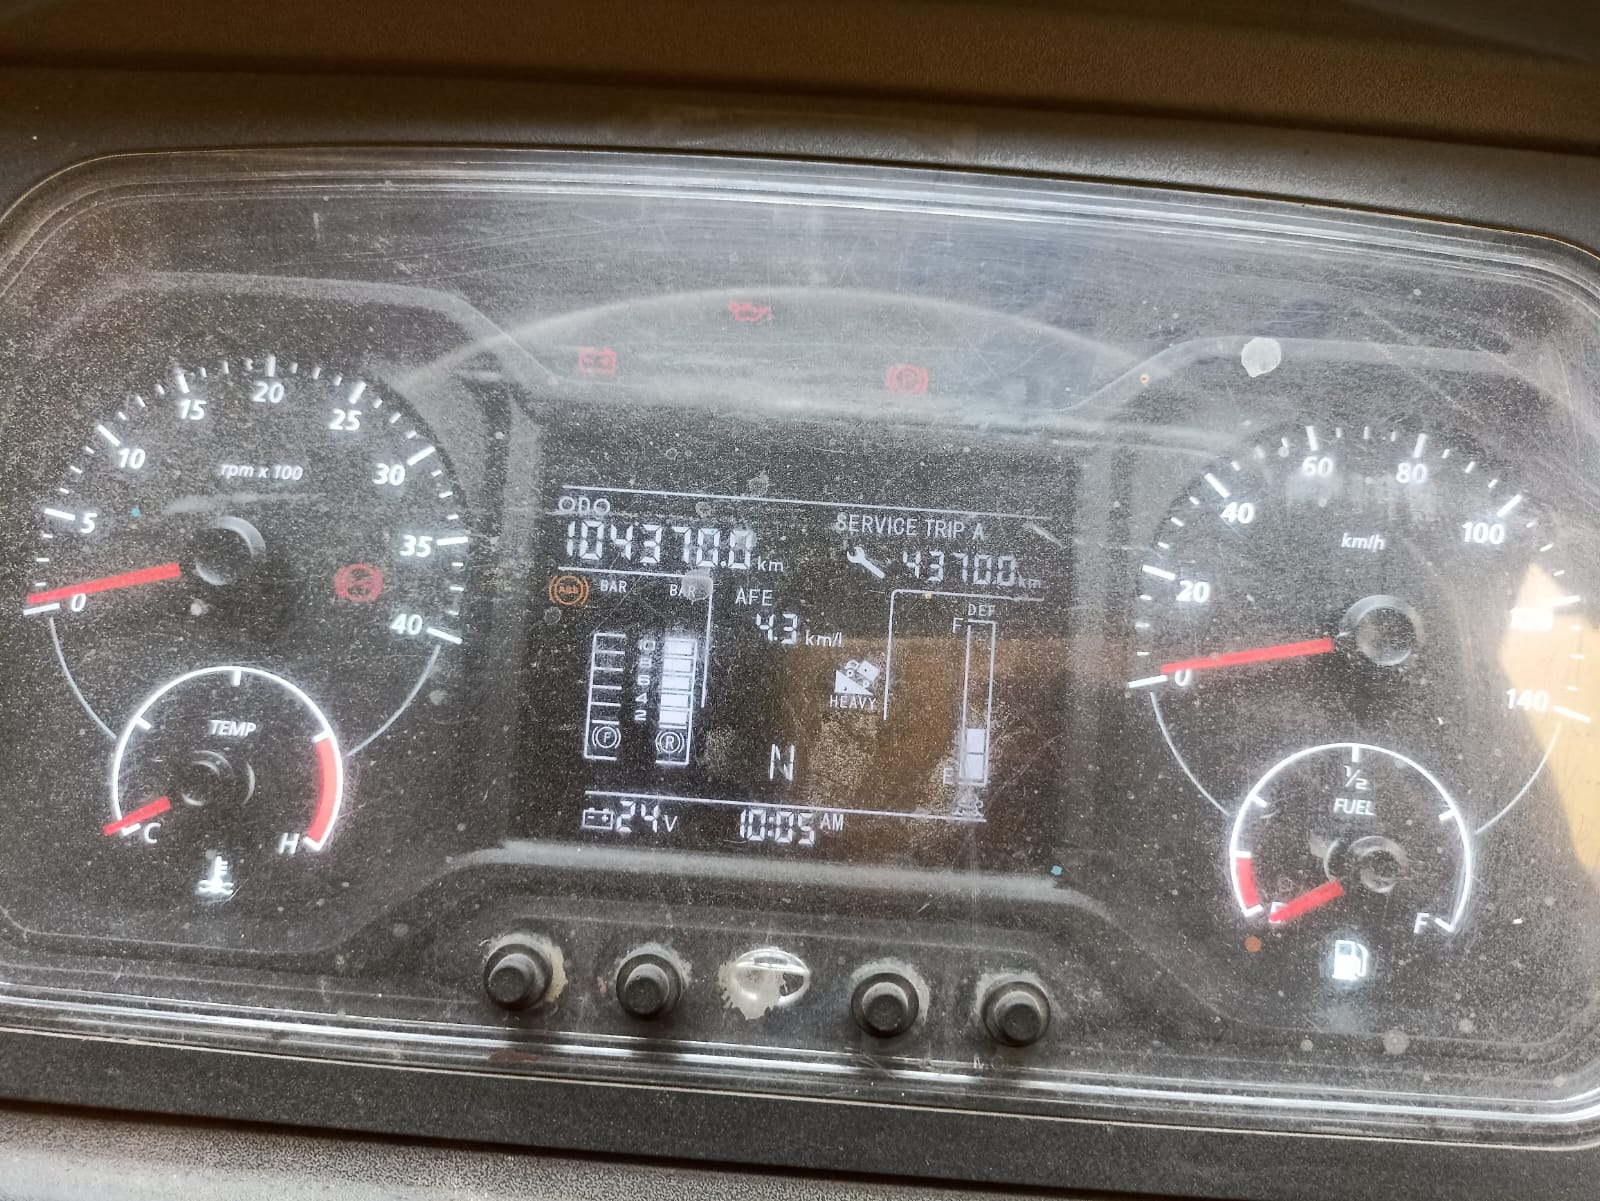 0 5 10 15 20 25 30 35 40
rpm x 100
TEMP
C H
ODO
104370.0 km
SERVICE TRIP A
43700 km
ABS
BAR BAR
AFE
4.3 km/l
DEF
F
E
HEAVY
(F) (R)
N
24 V
10:05 AM
0 20 40 60 80 100 140
km/h
1/2
FUEL
F